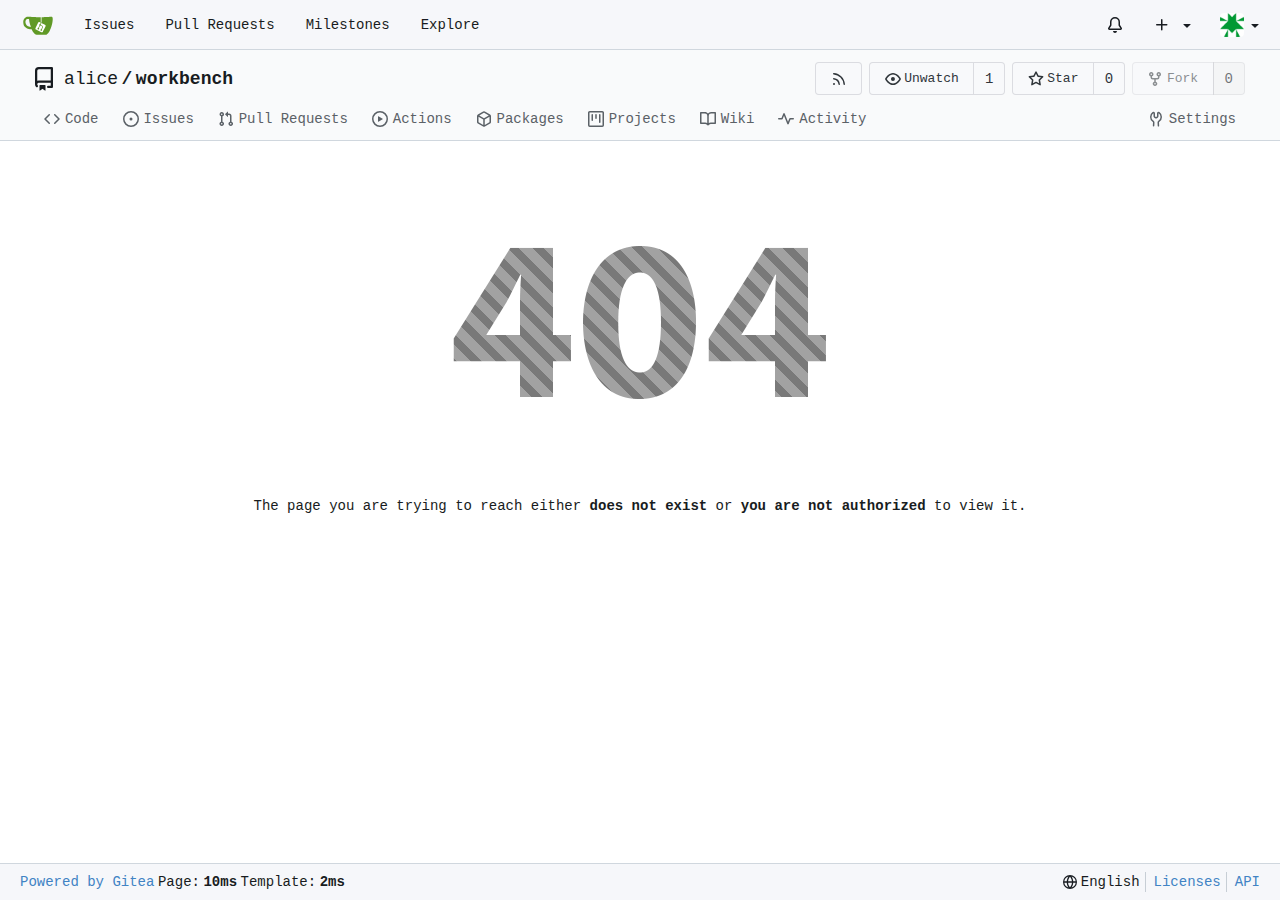 Issues Pull Requests Milestones Explore
alice / workbench Unwatch 1 Star 0 Fork 0
Code Issues Pull Requests Actions Packages Projects Wiki Activity Settings
404
The page you are trying to reach either does not exist or you are not authorized to view it.
Powered by Gitea Page: 10ms Template: 2ms English Licenses API